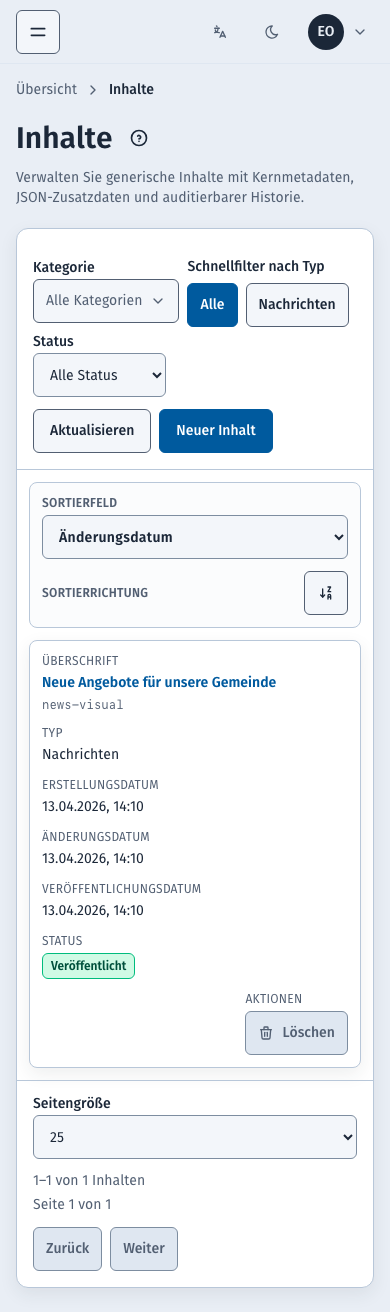 EO
Übersicht
Inhalte
Inhalte
Verwalten Sie generische Inhalte mit Kernmetadaten,
JSON-Zusatzdaten und auditierbarer Historie.
Kategorie
Alle Kategorien
Schnellfilter nach Typ
Alle
Nachrichten
Status
Alle Status
Aktualisieren
Neuer Inhalt
SORTIERFELD
Änderungsdatum
SORTIERRICHTUNG
ÜBERSCHRIFT
Neue Angebote für unsere Gemeinde
news-visual
TYP
Nachrichten
ERSTELLUNGSDATUM
13.04.2026, 14:10
ÄNDERUNGSDATUM
13.04.2026, 14:10
VERÖFFENTLICHUNGSDATUM
13.04.2026, 14:10
STATUS
Veröffentlicht
AKTIONEN
Löschen
Seitengröße
25
1–1 von 1 Inhalten
Seite 1 von 1
Zurück
Weiter